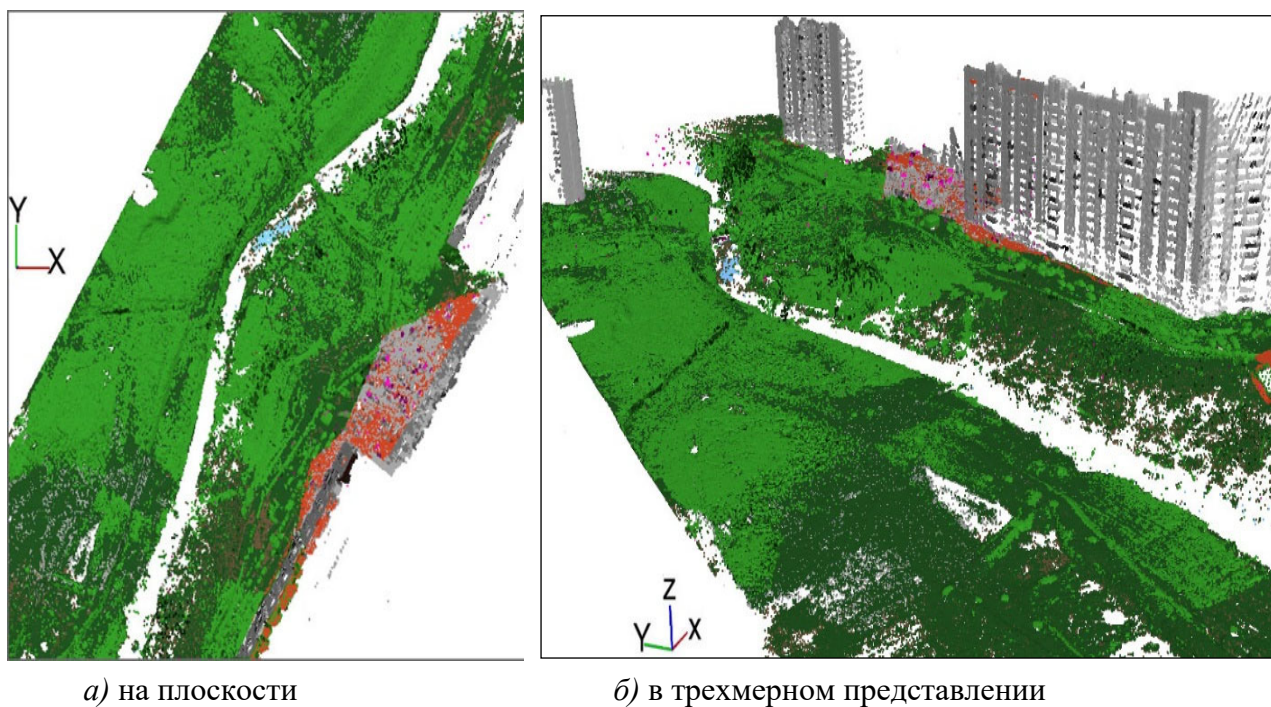 Y
X
Z
Y
X
а) на плоскости
б) в трехмерном представлении